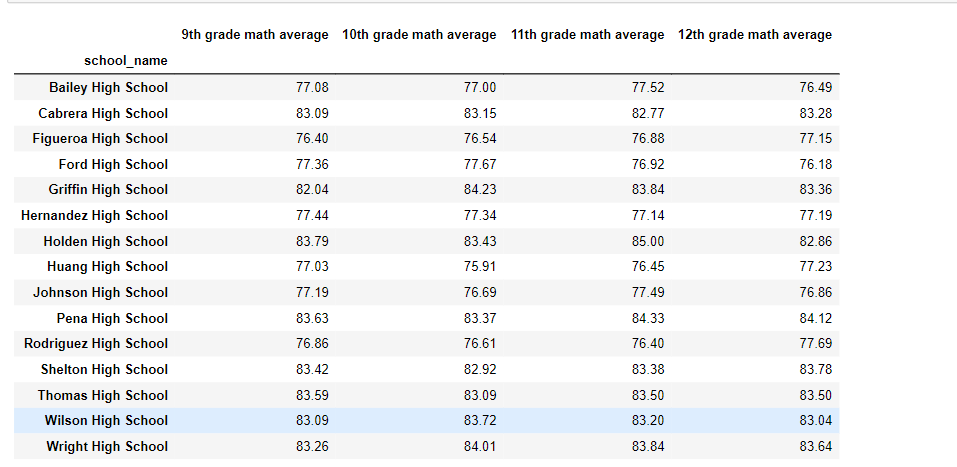 9th grade math average 10th grade math average 11th grade math average 12th grade math average
school_name
Bailey High School 77.08 77.00 77.52 76.49
Cabrera High School 83.09 83.15 82.77 83.28
Figueroa High School 76.40 76.54 76.88 77.15
Ford High School 77.36 77.67 76.92 76.18
Griffin High School 82.04 84.23 83.84 83.36
Hernandez High School 77.44 77.34 77.14 77.19
Holden High School 83.79 83.43 85.00 82.86
Huang High School 77.03 75.91 76.45 77.23
Johnson High School 77.19 76.69 77.49 76.86
Pena High School 83.63 83.37 84.33 84.12
Rodriguez High School 76.86 76.61 76.40 77.69
Shelton High School 83.42 82.92 83.38 83.78
Thomas High School 83.59 83.09 83.50 83.50
Wilson High School 83.09 83.72 83.20 83.04
Wright High School 83.26 84.01 83.84 83.64